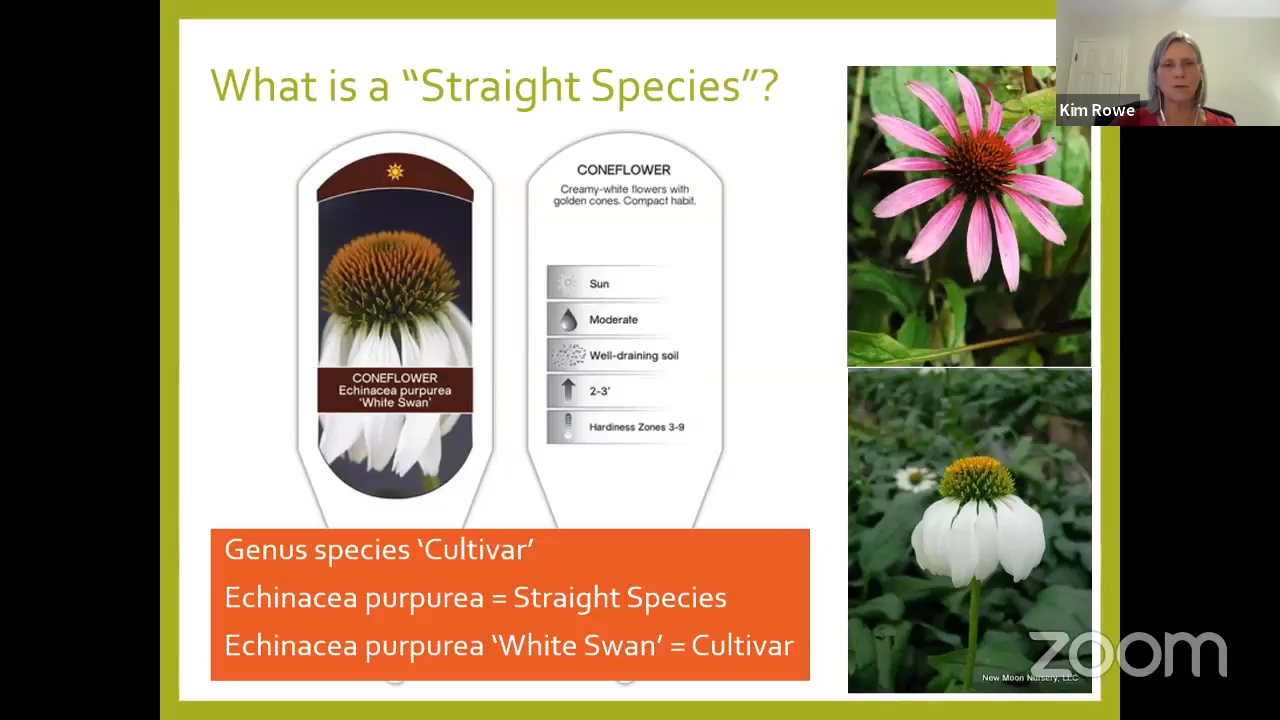 What is a “Straight Species”?
Kim Rowe
CONEFLOWER
Echinacea purpurea
‘White Swan’
CONEFLOWER
Creamy-white flowers with
golden cones. Compact habit.
Sun
Moderate
Well-draining soil
2-3'
Hardiness Zones 3-9
Genus species ‘Cultivar’
Echinacea purpurea = Straight Species
Echinacea purpurea ‘White Swan’ = Cultivar
New Moon Nursery, LLC
zoom